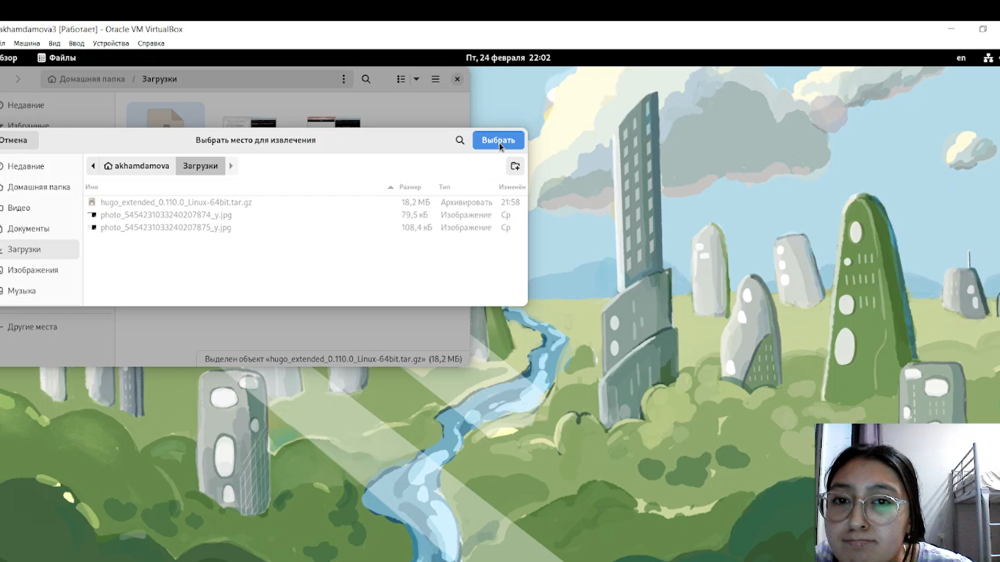 akhamdamova3 [Работает] - Oracle VM VirtualBox
Машина Вид Ввод Устройства Справка
Файлы Пт, 24 февраля 22:02 en
Домашняя папка / Загрузки
Недавние
Избранные
Отмена Выбрать место для извлечения Выбрать
Недавние
Домашняя папка
Видео
Документы
Загрузки
Изображения
Музыка
akhamdamova Загрузки
Имя Размер Тип Изменён
hugo_extended_0.110.0_Linux-64bit.tar.gz 18,2 МБ Архивировать 21:58
photo_5454231033240207874_y.jpg 79,5 кБ Изображение Ср
photo_5454231033240207875_y.jpg 108,4 кБ Изображение Ср
Другие места
Выделен объект «hugo_extended_0.110.0_Linux-64bit.tar.gz» (18,2 МБ)